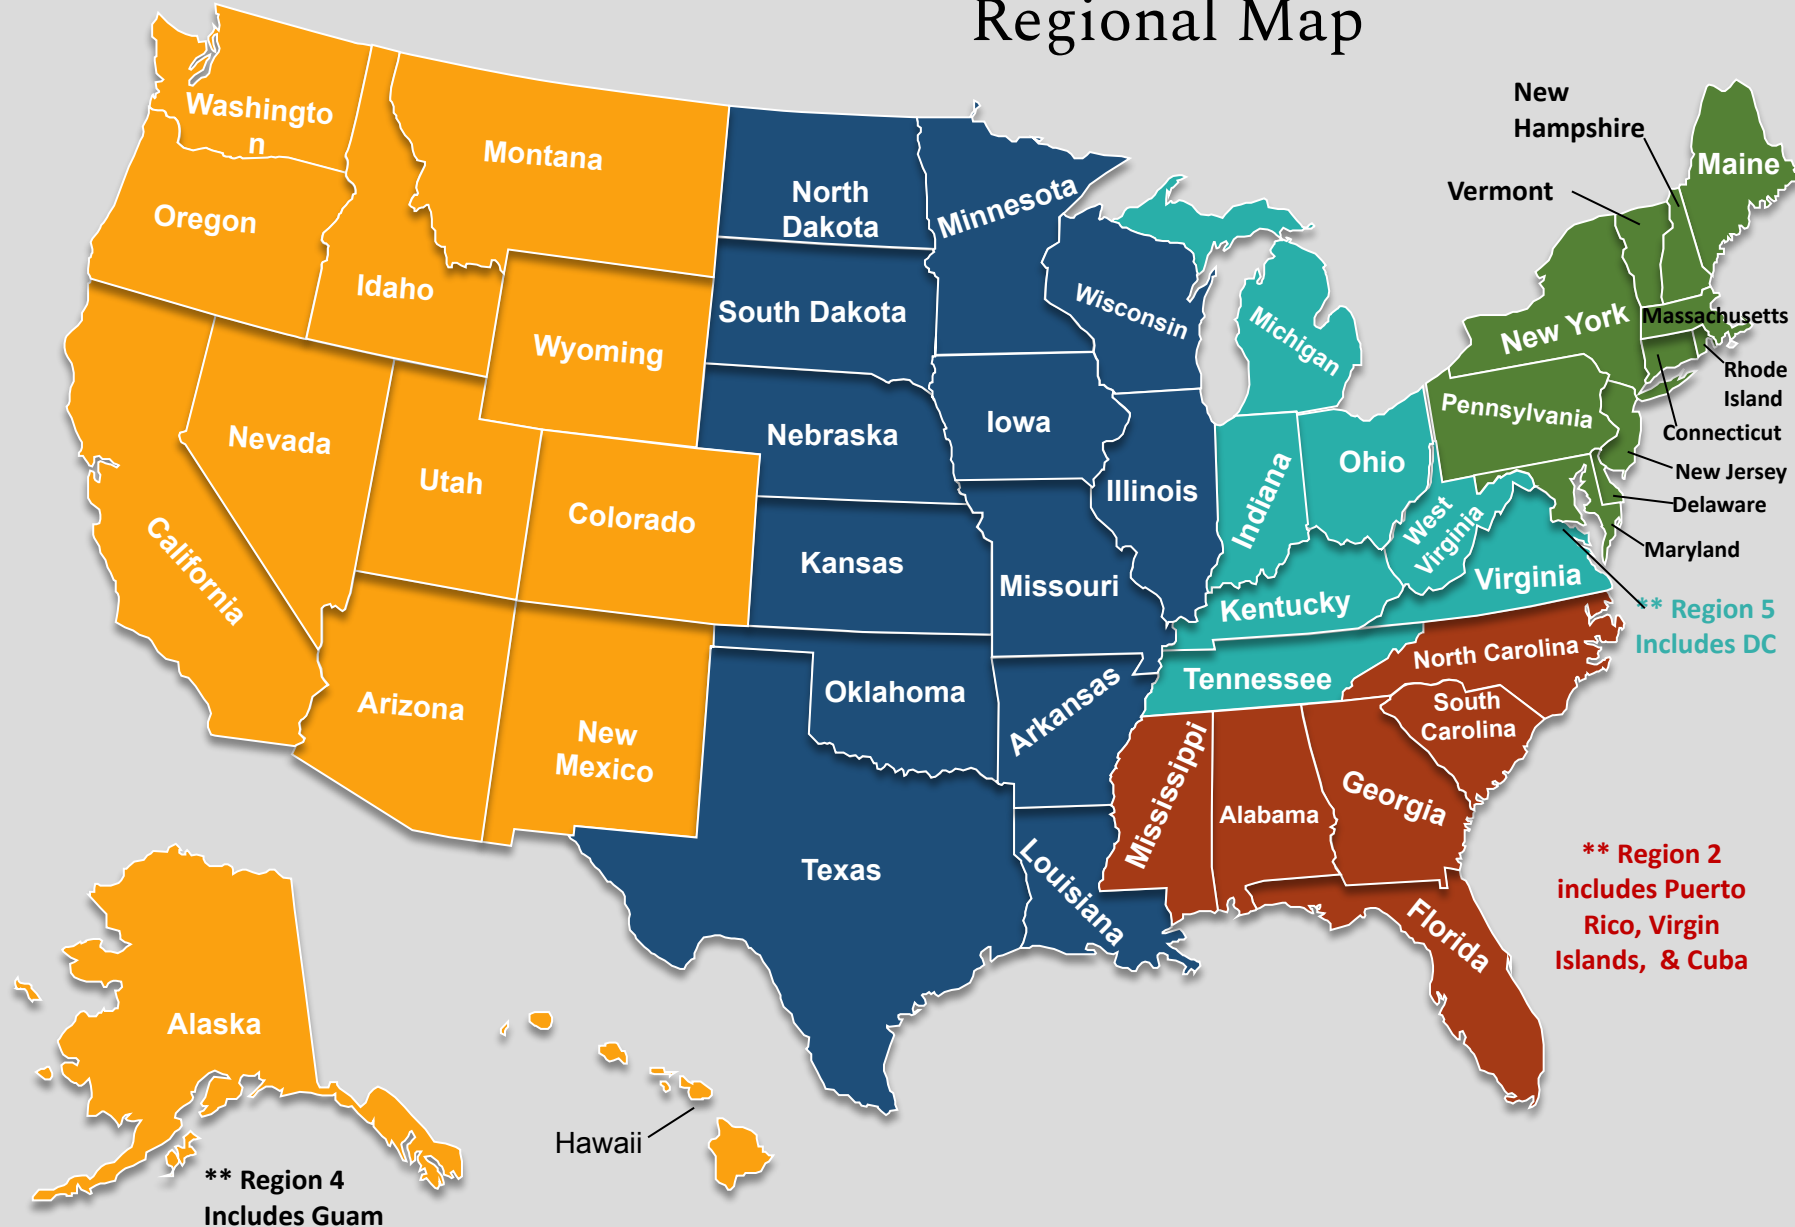 Regional Map
Washingto
n
Montana
Oregon
Idaho
Wyoming
Nevada
Utah
Colorado
California
Arizona
New
Mexico
Alaska
Hawaii
** Region 4
Includes Guam
North
Dakota
Minnesota
South Dakota
Wisconsin
Nebraska
Iowa
Illinois
Kansas
Missouri
Oklahoma
Arkansas
Texas
Louisiana
Michigan
Indiana
Ohio
West
Virginia
Kentucky
Virginia
Tennessee
** Region 5
Includes DC
North Carolina
South
Carolina
Mississippi
Alabama
Georgia
Florida
** Region 2
includes Puerto
Rico, Virgin
Islands, & Cuba
New
Hampshire
Maine
Vermont
New York
Massachusetts
Rhode
Island
Pennsylvania
Connecticut
New Jersey
Delaware
Maryland